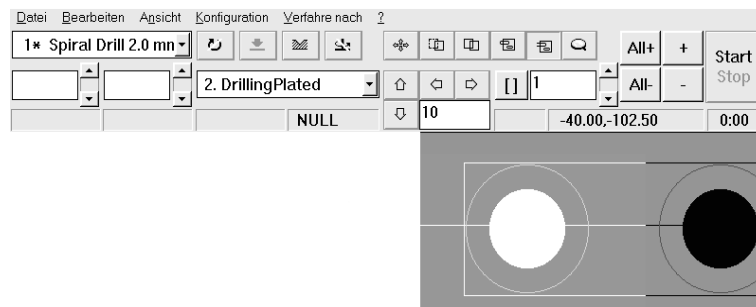 Datei Bearbeiten Ansicht Konfiguration Verfahre nach ?
1* Spiral Drill 2.0 mn All+ + Start
Stop
2. DrillingPlated [ ] 1 All- -
NULL 10 -40.00,-102.50 0:00